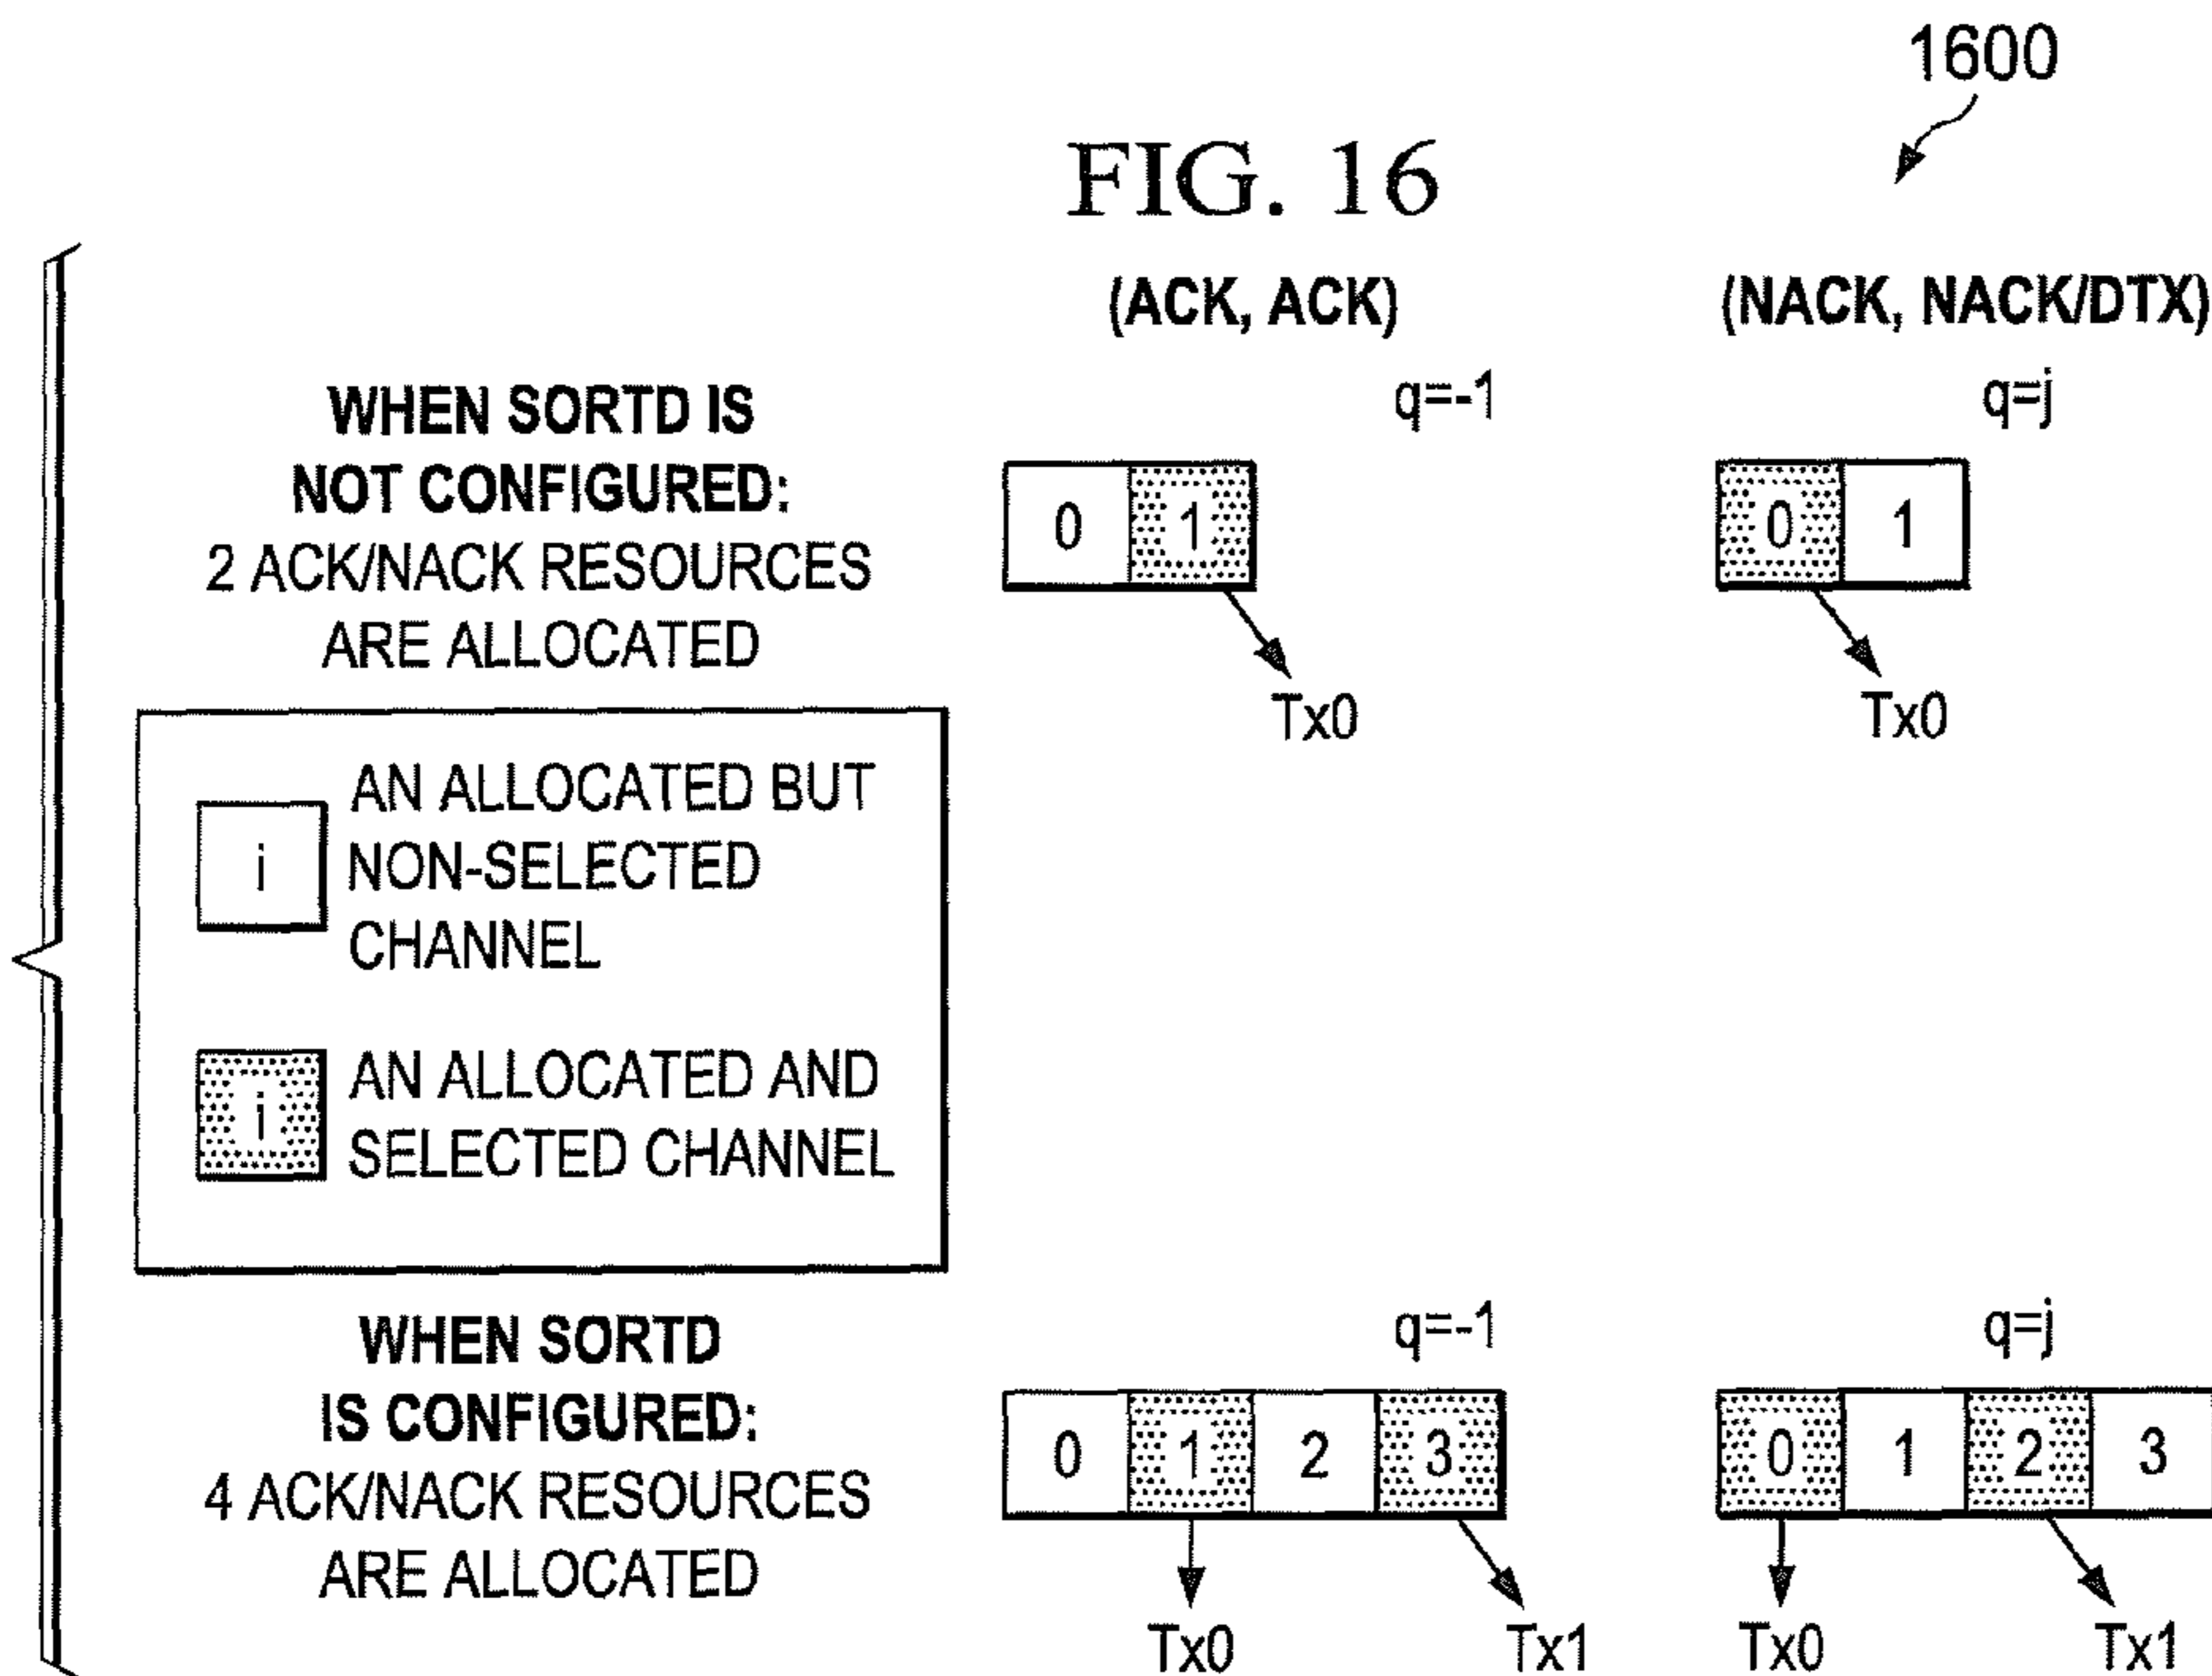 1600
FIG. 16
(ACK, ACK)
(NACK, NACK/DTX)
WHEN SORTD IS
NOT CONFIGURED:
2 ACK/NACK RESOURCES
ARE ALLOCATED
q=-1
0 1
Tx0
q=j
0 1
Tx0
i
AN ALLOCATED BUT
NON-SELECTED
CHANNEL
i
AN ALLOCATED AND
SELECTED CHANNEL
WHEN SORTD
IS CONFIGURED:
4 ACK/NACK RESOURCES
ARE ALLOCATED
q=-1
0 1 2 3
Tx0 Tx1
q=j
0 1 2 3
Tx0 Tx1